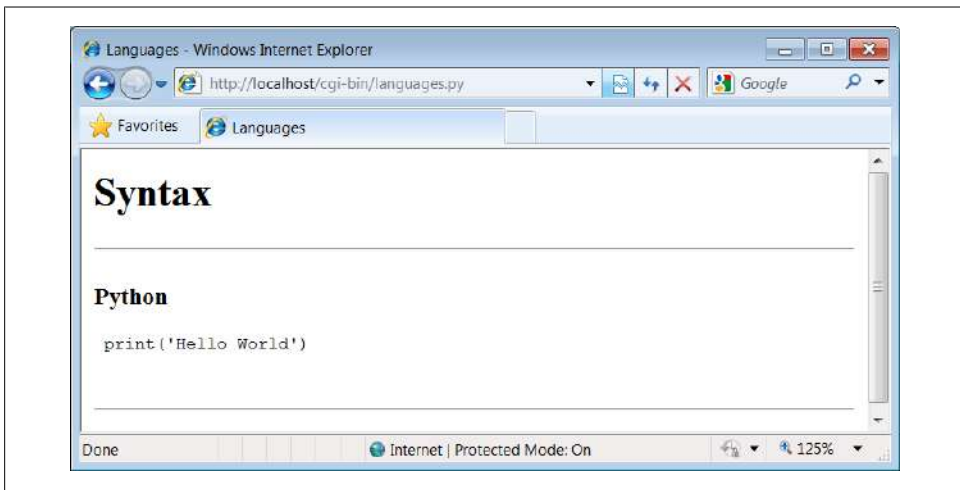 Languages - Windows Internet Explorer
http://localhost/cgi-bin/languages.py
Google
Favorites
Languages
Syntax
Python
print('Hello World')
Done
Internet | Protected Mode: On
125%